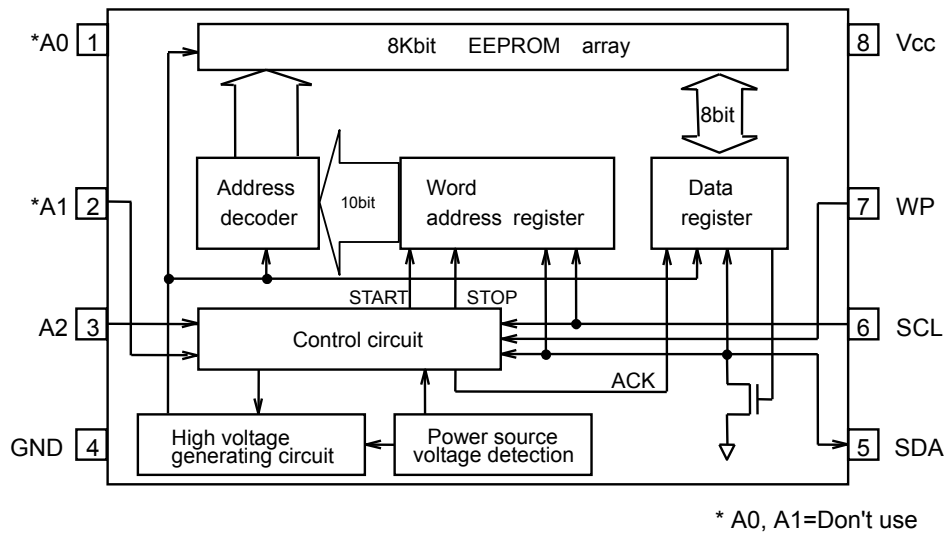 *A0 1
8Kbit EEPROM array
8 Vcc
8bit
*A1 2
Address
decoder
10bit
Word
address register
Data
register
7 WP
START
STOP
A2 3
Control circuit
6 SCL
ACK
GND 4
High voltage
generating circuit
Power source
voltage detection
5 SDA
* A0, A1=Don't use